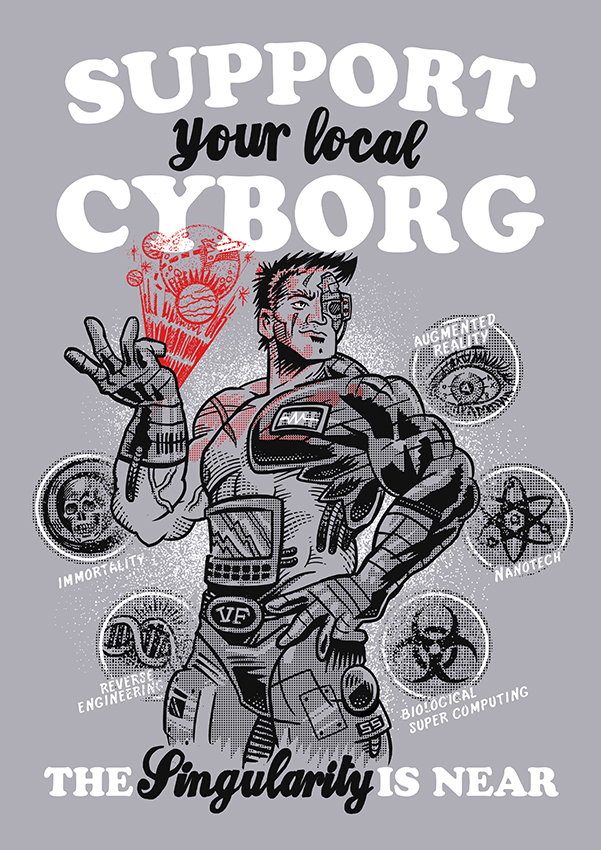 SUPPORT
your local
CYBORG
AUGMENTED
REALITY
IMMORTALITY
NANOTECH
VF
REVERSE
ENGINEERING
BIOLOGICAL
SUPER COMPUTING
THE Singularity IS NEAR